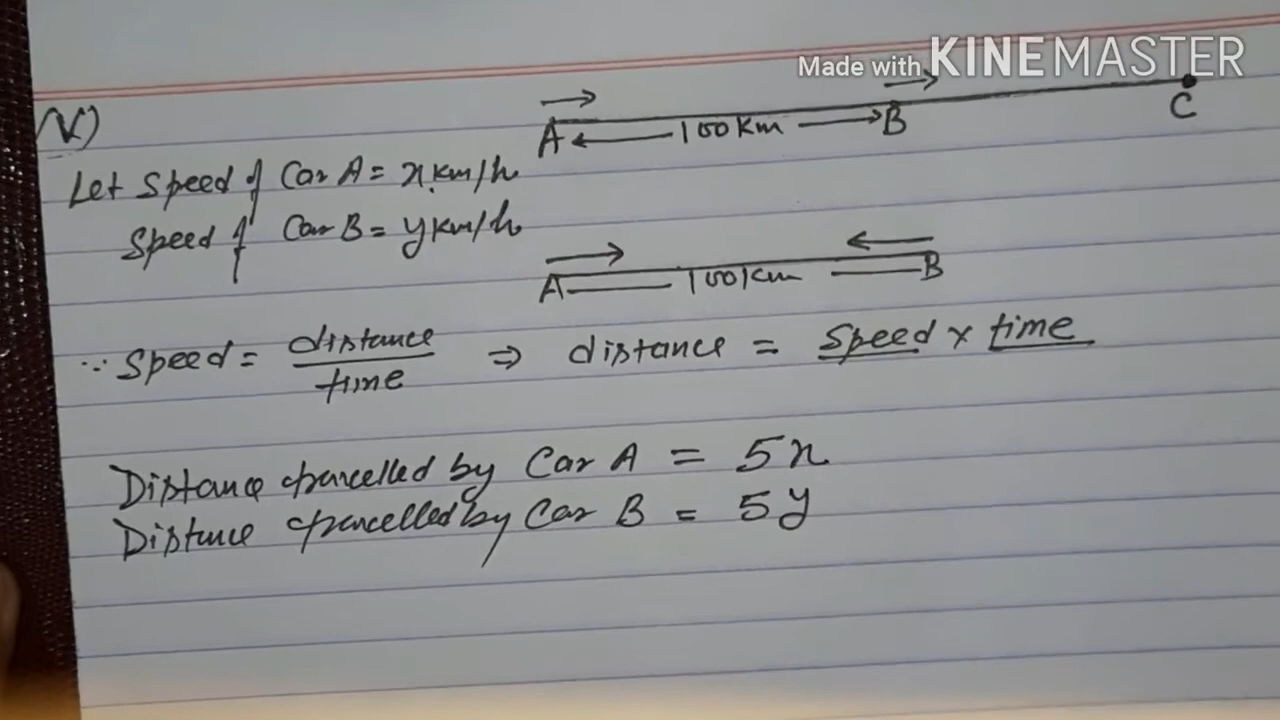 Made with KINEMASTER
V)
A 100 Km B C
Let Speed of Car A = x km/h
Speed of Car B = y km/h
A 100 km B
∵ Speed = distance / time ⇒ distance = Speed × time
Distance travelled by Car A = 5x
Distance travelled by Car B = 5y